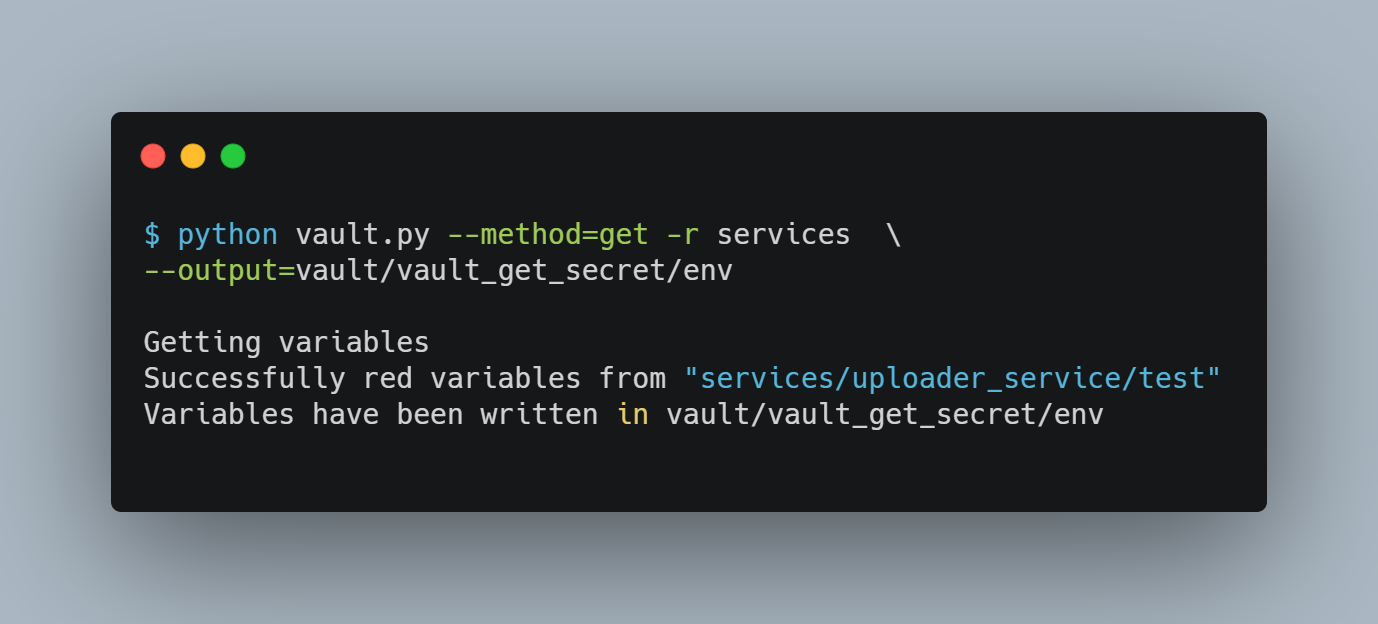 $ python vault.py --method=get -r services  \
--output=vault/vault_get_secret/env
Getting variables
Successfully red variables from "services/uploader_service/test"
Variables have been written in vault/vault_get_secret/env